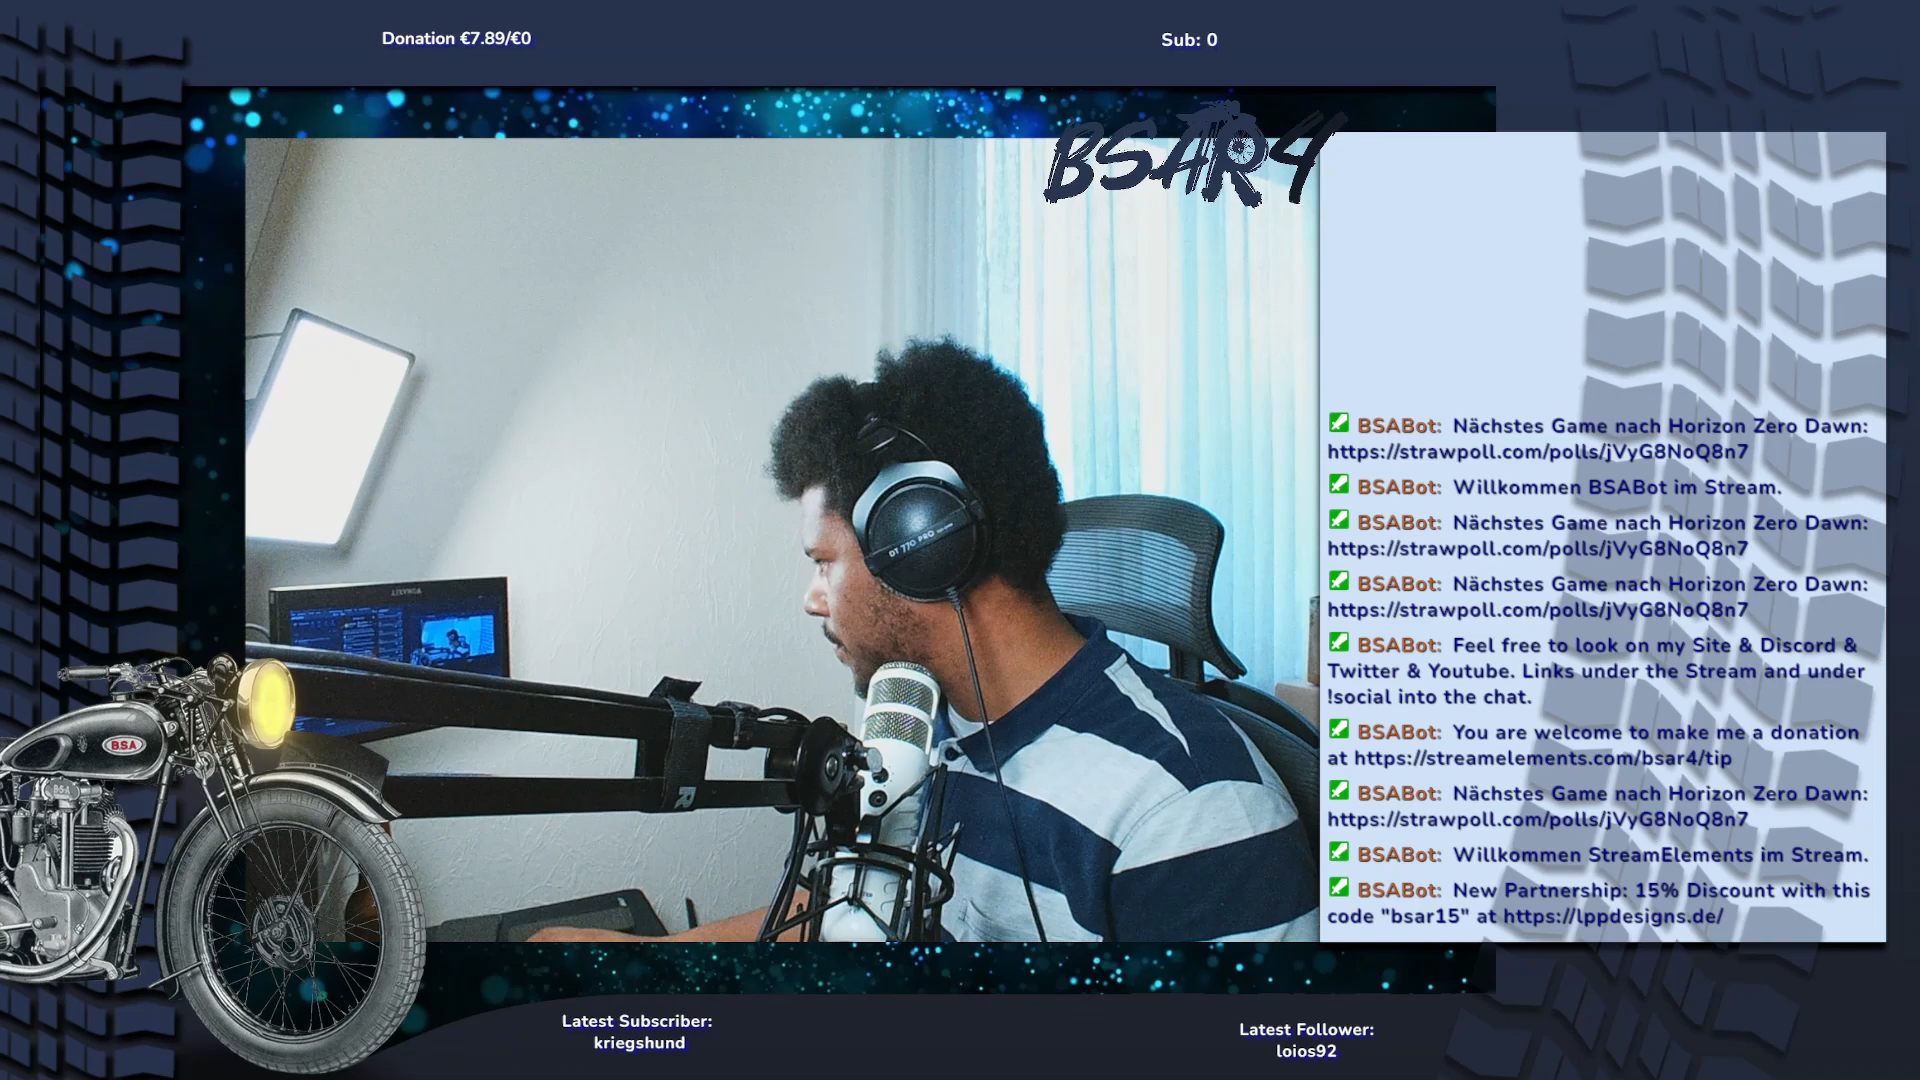 Donation €7.89/€0
Sub: 0
BSAR4
BSABot: Nächstes Game nach Horizon Zero Dawn:
https://strawpoll.com/polls/jVyG8NoQ8n7
BSABot: Willkommen BSABot im Stream.
BSABot: Nächstes Game nach Horizon Zero Dawn:
https://strawpoll.com/polls/jVyG8NoQ8n7
BSABot: Nächstes Game nach Horizon Zero Dawn:
https://strawpoll.com/polls/jVyG8NoQ8n7
BSABot: Feel free to look on my Site & Discord &
Twitter & Youtube. Links under the Stream and under
!social into the chat.
BSABot: You are welcome to make me a donation
at https://streamelements.com/bsar4/tip
BSABot: Nächstes Game nach Horizon Zero Dawn:
https://strawpoll.com/polls/jVyG8NoQ8n7
BSABot: Willkommen StreamElements im Stream.
BSABot: New Partnership: 15% Discount with this
code "bsar15" at https://lppdesigns.de/
DT 770 PRO
R
BSA
BSA
Latest Subscriber:
kriegshund
Latest Follower:
loios92